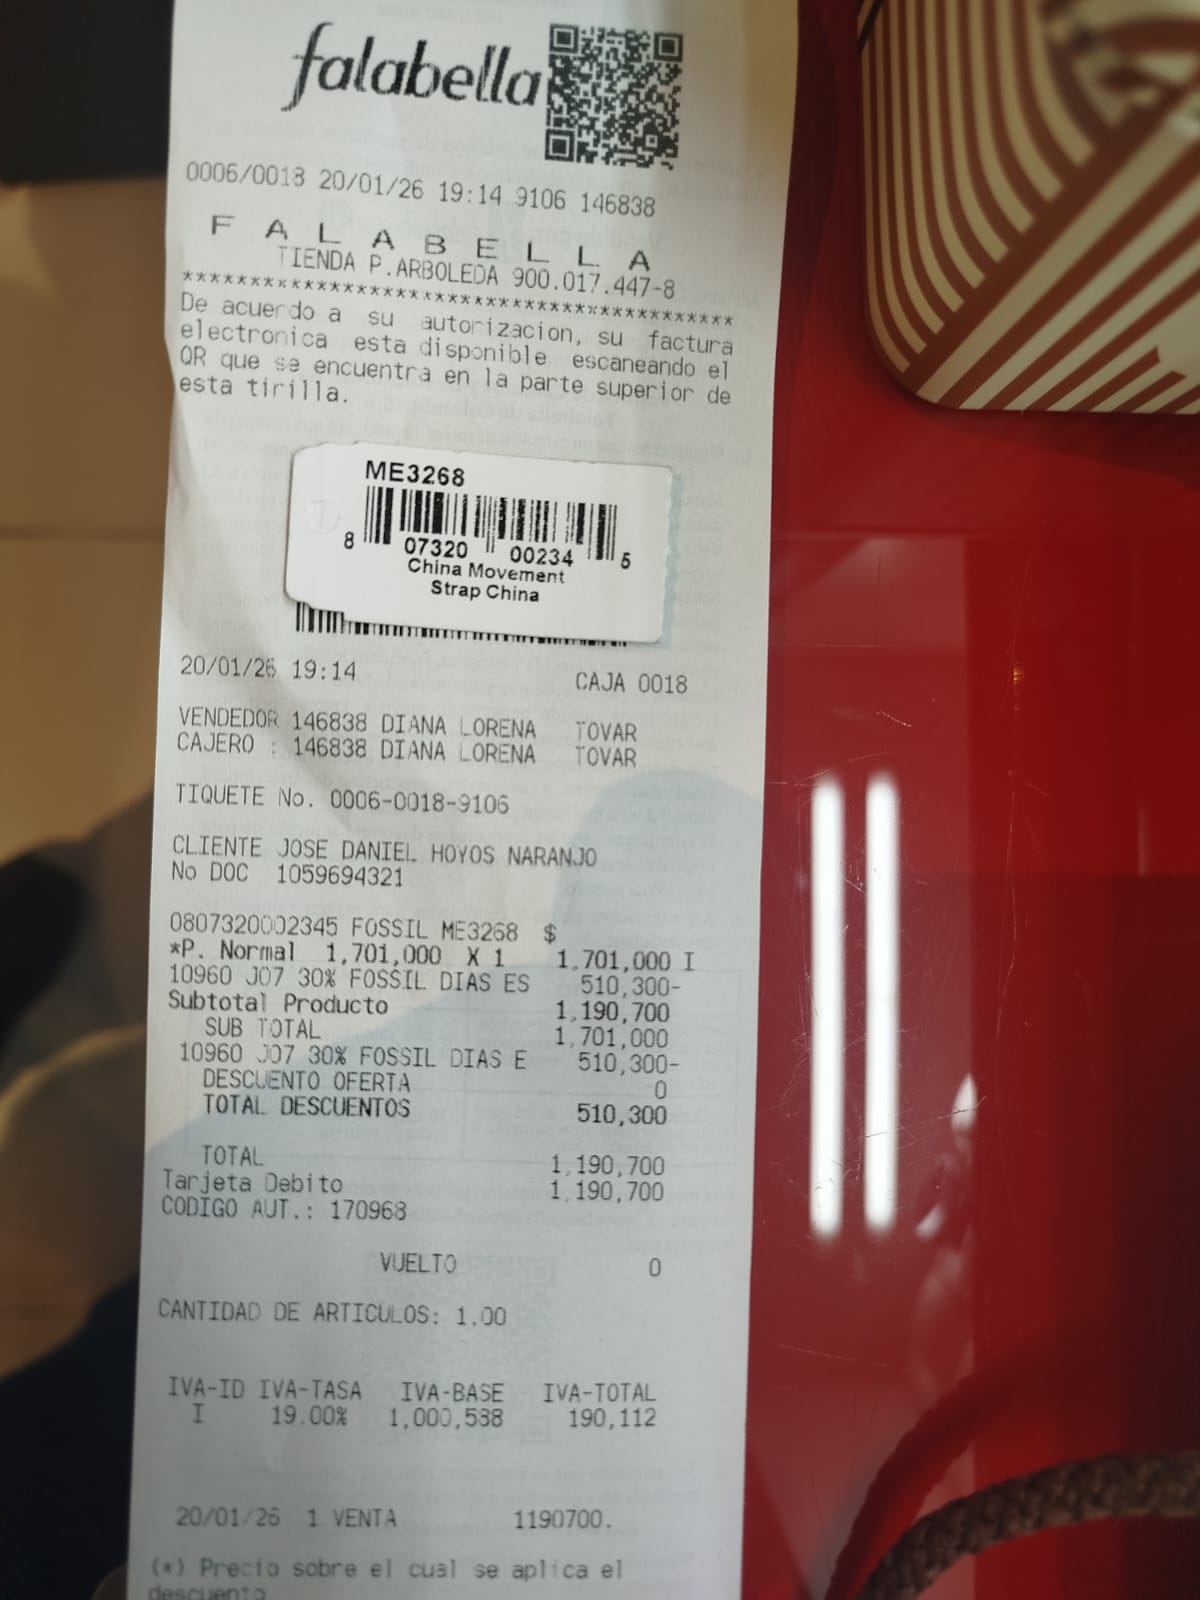 falabella
0006/0018 20/01/26 19:14 9106 146838
F A L A B E L L A
TIENDA P.ARBOLEDA 900.017.447-8
******************************************
De acuerdo a su autorizacion, su factura
electronica esta disponible escaneando el
QR que se encuentra en la parte superior de
esta tirilla.
ME3268
8 07320 00234 5
China Movement
Strap China
20/01/26 19:14 CAJA 0018
VENDEDOR 146838 DIANA LORENA TOVAR
CAJERO : 146838 DIANA LORENA TOVAR
TIQUETE No. 0006-0018-9106
CLIENTE JOSE DANIEL HOYOS NARANJO
No DOC 1059694321
0807320002345 FOSSIL ME3268 $
*P. Normal 1,701,000 X 1 1,701,000 I
10960 J07 30% FOSSIL DIAS ES 510,300-
Subtotal Producto 1,190,700
SUB TOTAL 1,701,000
10960 J07 30% FOSSIL DIAS E 510,300-
DESCUENTO OFERTA 0
TOTAL DESCUENTOS 510,300
TOTAL 1,190,700
Tarjeta Debito 1,190,700
CODIGO AUT.: 170968
VUELTO 0
CANTIDAD DE ARTICULOS: 1.00
IVA-ID IVA-TASA IVA-BASE IVA-TOTAL
I 19.00% 1,000,588 190,112
20/01/26 1 VENTA 1190700.
(*) Precio sobre el cual se aplica el
descuento